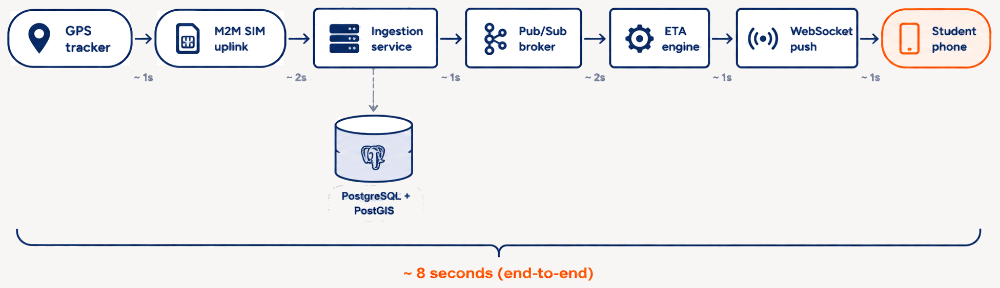 GPS
tracker
M2M SIM
uplink
Ingestion
service
Pub/Sub
broker
ETA
engine
WebSocket
push
Student
phone
~ 1s
~ 2s
~ 1s
~ 2s
~ 1s
~ 1s
PostgreSQL +
PostGIS
~ 8 seconds (end-to-end)